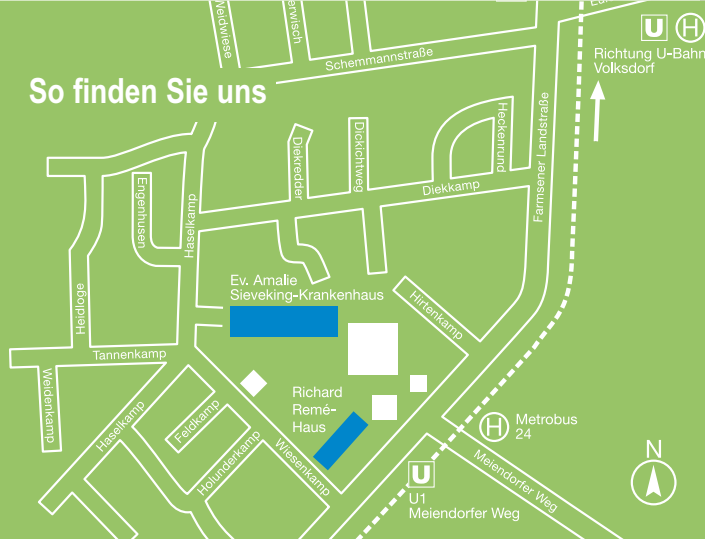 Weidwiese
erwisch
Schemmannstraße
U H
Richtung U-Bahn
Volksdorf
So finden Sie uns
Farmsener Landstraße
Heckenrund
Dickichtweg
Diekredder
Diekkamp
Engenhusen
Haselkamp
Ev. Amalie
Sieveking-Krankenhaus
Hirtenkamp
Heidloge
Tannenkamp
Weidenkamp
Richard
Remé-
Haus
Haselkamp
Feldkamp
Holunderkamp
Wiesenkamp
H
Metrobus
24
Meiendorfer Weg
N
U
U1
Meiendorfer Weg